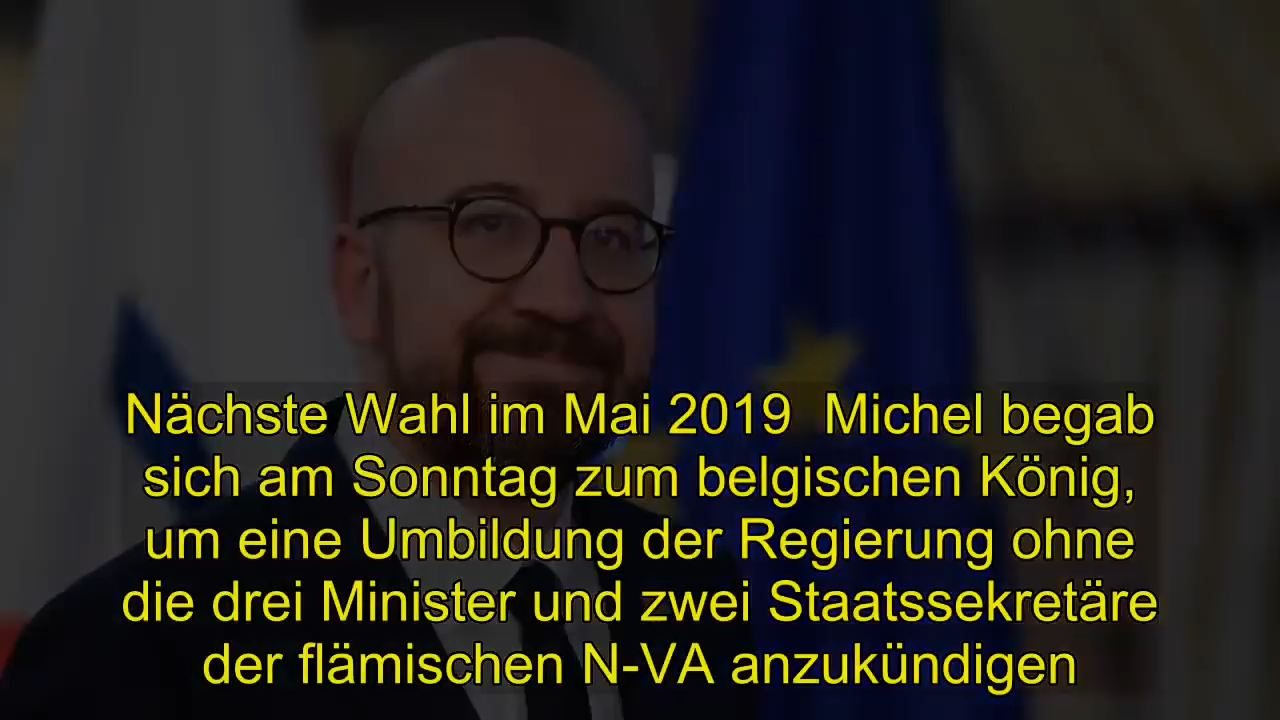 Nächste Wahl im Mai 2019  Michel begab
sich am Sonntag zum belgischen König,
um eine Umbildung der Regierung ohne
die drei Minister und zwei Staatssekretäre
der flämischen N-VA anzukündigen